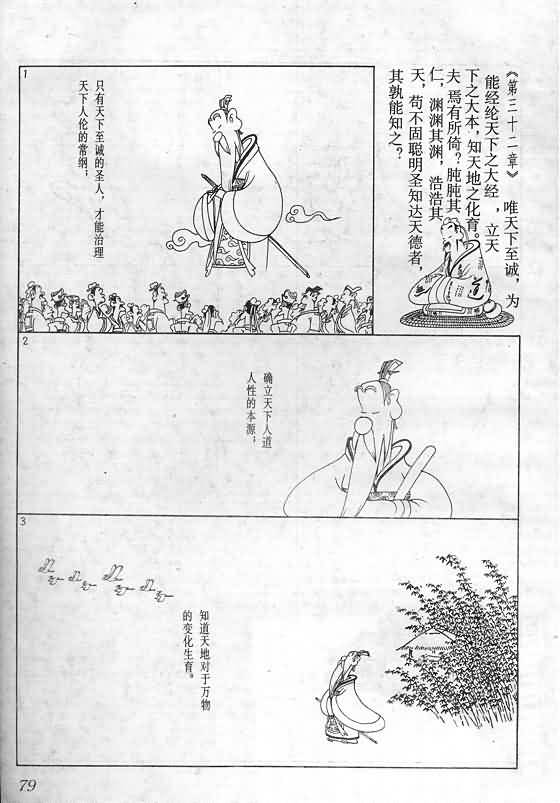 《第三十二章》 唯天下至诚，为
能经纶天下之大经，立天
下之大本，知天地之化育。
夫焉有所倚？肫肫其
仁，渊渊其渊，浩浩其
天，苟不固聪明圣知达天德者，
其孰能知之？
道
1
只有天下至诚的圣人，才能治理
天下人伦的常纲；
2
确立天下人道
人性的本源；
3
知道天地对于万物
的变化生育。
79